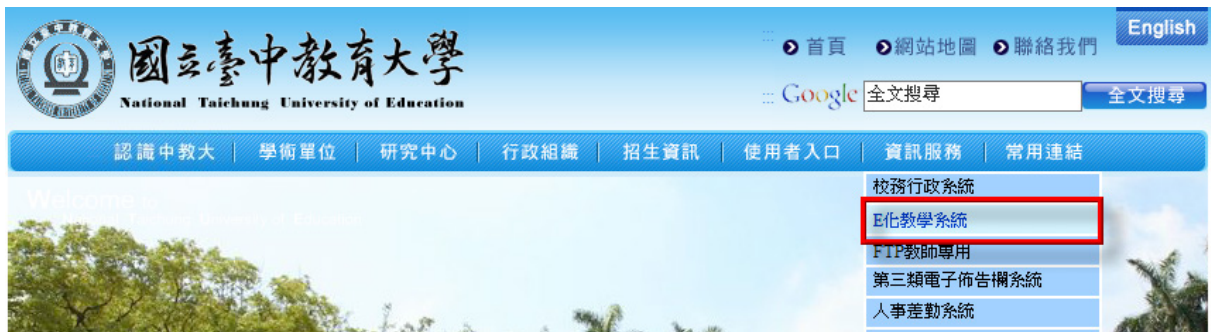 English
國立臺中教育大學
National Taichung University of Education
首頁 網站地圖 聯絡我們
Google 全文搜尋 全文搜尋
認識中教大 | 學術單位 | 研究中心 | 行政組織 | 招生資訊 | 使用者入口 | 資訊服務 | 常用連結
Welcome to
校務行政系統
E化教學系統
FTP教師專用
第三類電子佈告欄系統
人事差勤系統